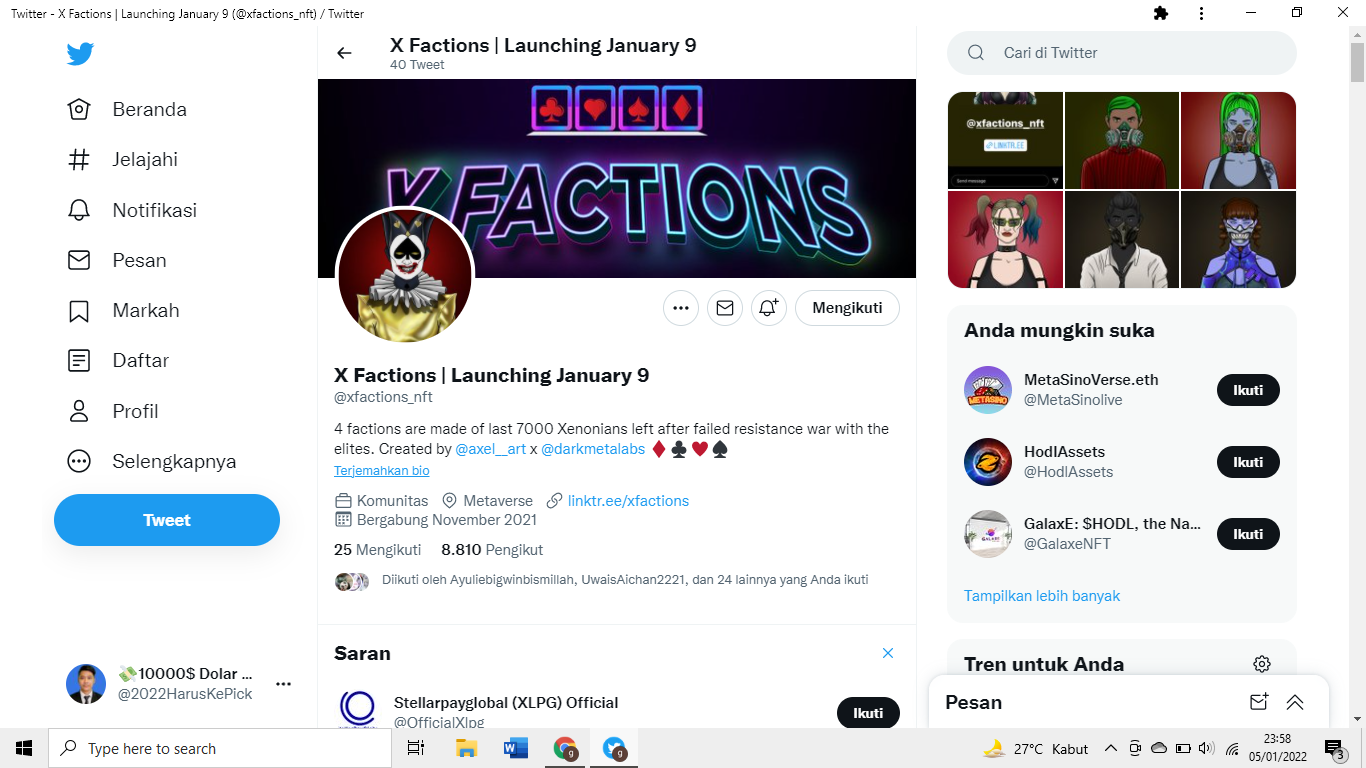 Twitter - X Factions | Launching January 9 (@xfactions_nft) / Twitter
X Factions | Launching January 9
40 Tweet
Cari di Twitter
Beranda
Jelajahi
Notifikasi
Pesan
Markah
Daftar
Profil
Selengkapnya
Tweet
10000$ Dolar ...
@2022HarusKePick
X FACTIONS
Mengikuti
X Factions | Launching January 9
@xfactions_nft
4 factions are made of last 7000 Xenonians left after failed resistance war with the
elites. Created by @axel__art x @darkmetalabs ♦️♣️♥️♠️
Terjemahkan bio
Komunitas Metaverse linktr.ee/xfactions
Bergabung November 2021
25 Mengikuti 8.810 Pengikut
Diikuti oleh Ayuliebigwinbismillah, UwaisAichan2221, dan 24 lainnya yang Anda ikuti
Saran
Stellarpayglobal (XLPG) Official
@OfficialXlpg
Ikuti
@xfactions_nft
LINKTR.EE
Send message
Anda mungkin suka
METASINO
MetaSinoVerse.eth
@MetaSinolive
Ikuti
HodlAssets
@HodlAssets
Ikuti
GALAXE
GalaxE: $HODL, the Na...
@GalaxeNFT
Ikuti
Tampilkan lebih banyak
Tren untuk Anda
Pesan
Type here to search
g
g
27°C Kabut
23:58
05/01/2022
3